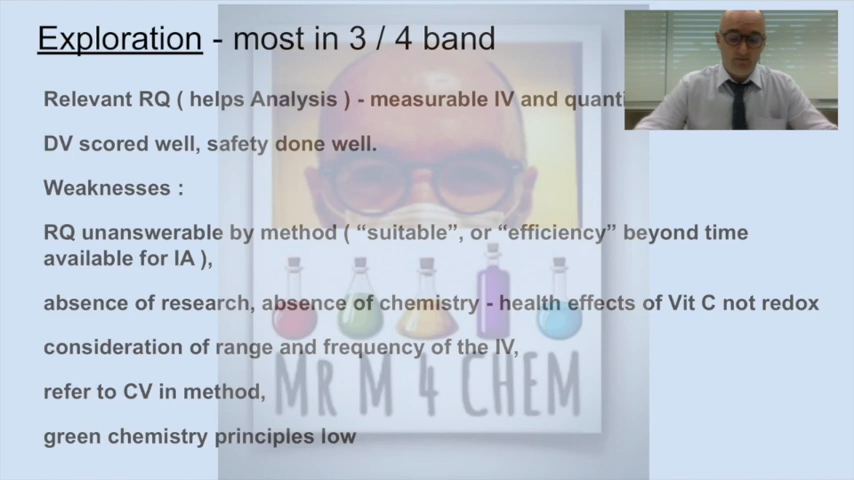 Exploration - most in 3 / 4 band
Relevant RQ ( helps Analysis ) - measurable IV and
DV scored well, safety done well.
Weaknesses :
RQ unanswerable by method ( “suitable”, or “efficiency” beyond time
available for IA ),
absence of research, absence of chemistry - health effects of Vit C not redox
consideration of range and frequency of the IV,
refer to CV in method,
MR M 4 CHEM
green chemistry principles low